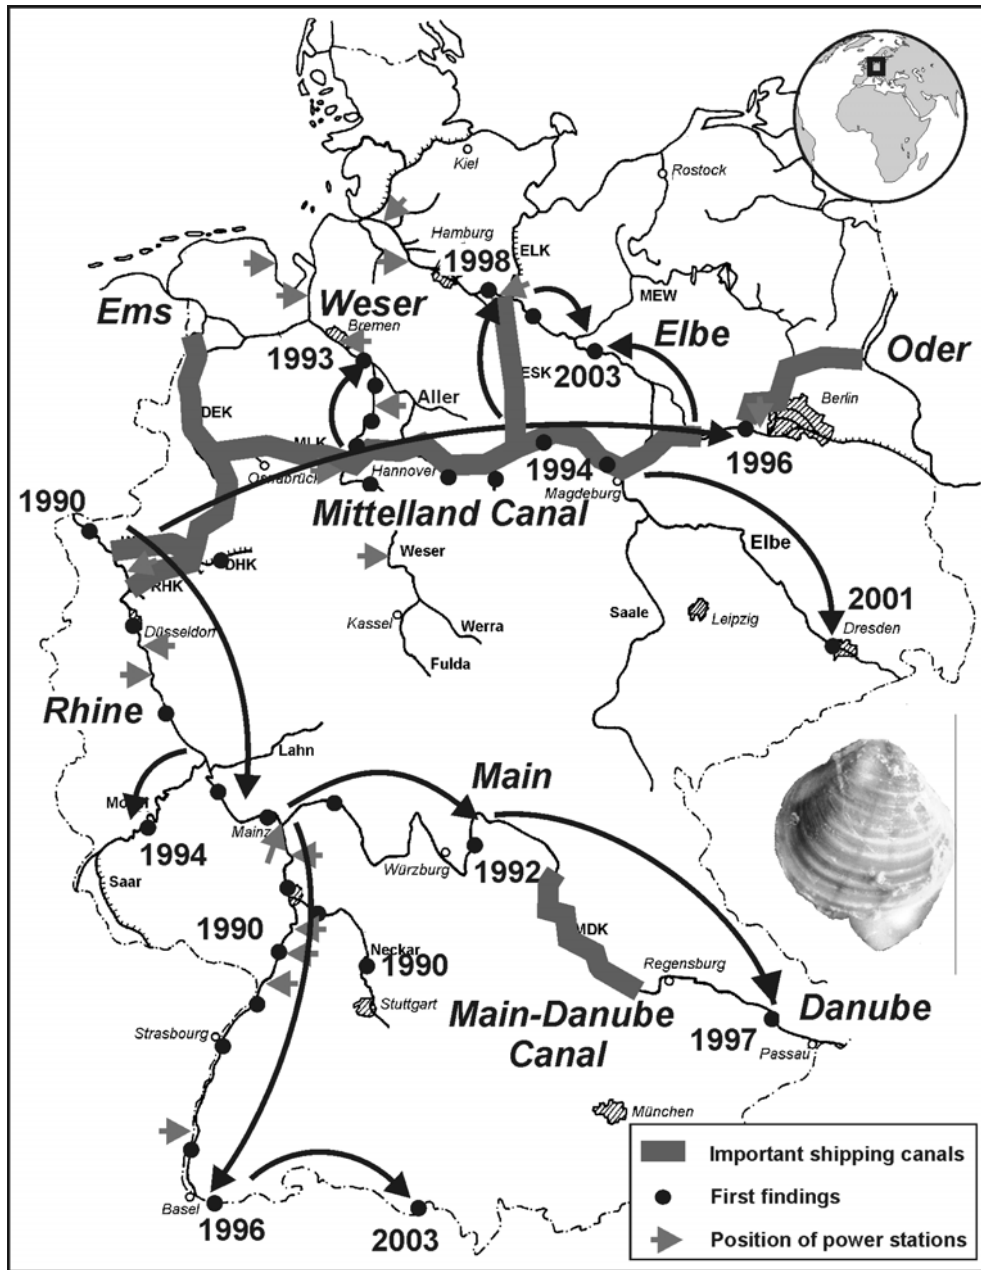 Kiel
Rostock
Hamburg
1998
ELK
MEW
Ems
Weser
Bremen
1993
Elbe
2003
Oder
ESK
Aller
Berlin
DEK
MLK
Osnabrück
Hannover
1994
Magdeburg
1996
1990
Mittelland Canal
DHK
RHK
Weser
Elbe
Düsseldorf
Kassel
Werra
Fulda
Saale
Leipzig
2001
Dresden
Rhine
Lahn
Main
Mainz
1994
Saar
Würzburg
1992
1990
MDK
Neckar
1990
Stuttgart
Regensburg
Main-Danube
Canal
Danube
1997
Passau
Strasbourg
München
Basel
1996
2003
Important shipping canals
First findings
Position of power stations